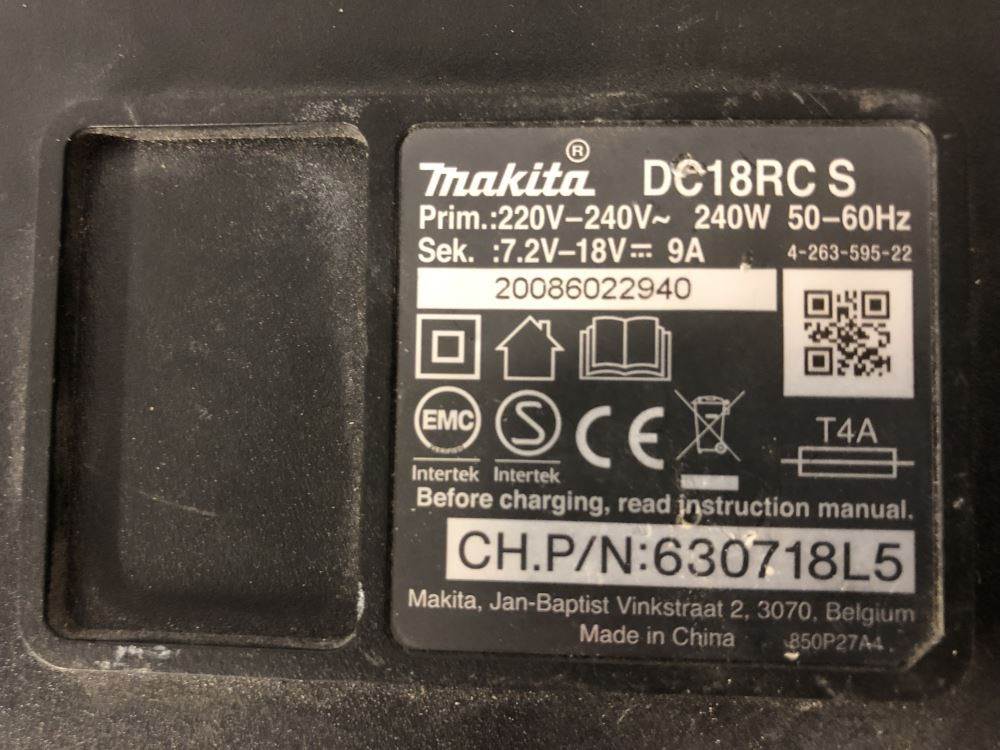 makita® DC18RC S
Prim.:220V–240V~ 240W 50–60Hz
Sek. :7.2V–18V⎓ 9A 4-263-595-22
20086022940
EMC S CE T4A
VERIFIED
Intertek Intertek
Before charging, read instruction manual.
CH.P/N:630718L5
Makita, Jan-Baptist Vinkstraat 2, 3070, Belgium
Made in China 850P27A4